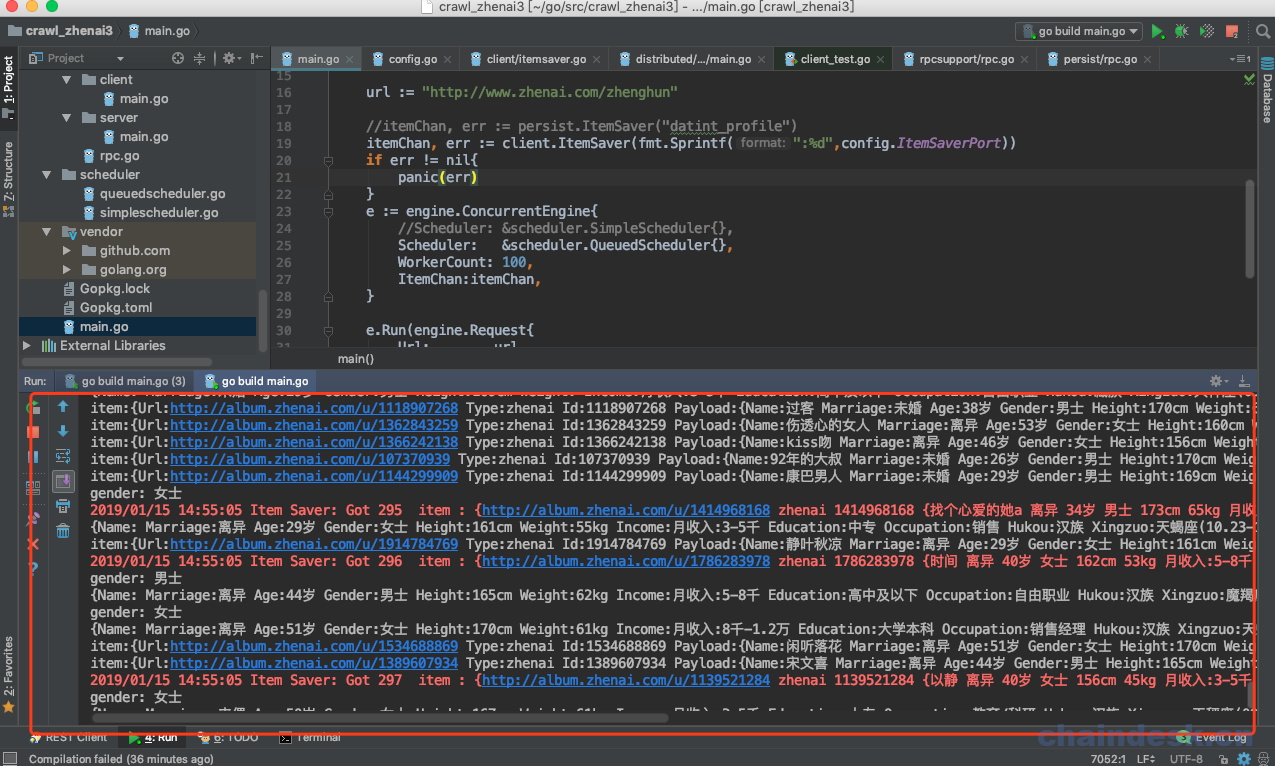 crawl_zhenai3 [~/go/src/crawl_zhenai3] - .../main.go [crawl_zhenai3]
crawl_zhenai3 main.go go build main.go
Project main.go config.go client/itemsaver.go distributed/.../main.go client_test.go rpcsupport/rpc.go persist/rpc.go
1: Project
Z: Structure
2: Favorites
Database
client
main.go
server
main.go
rpc.go
scheduler
queuedscheduler.go
simplescheduler.go
vendor
github.com
golang.org
Gopkg.lock
Gopkg.toml
main.go
External Libraries
15
16 url := "http://www.zhenai.com/zhenghun"
17
18 //itemChan, err := persist.ItemSaver("datint_profile")
19 itemChan, err := client.ItemSaver(fmt.Sprintf( format: ":%d",config.ItemSaverPort))
20 if err != nil{
21 panic(err)
22 }
23 e := engine.ConcurrentEngine{
24 //Scheduler: &scheduler.SimpleScheduler{},
25 Scheduler: &scheduler.QueuedScheduler{},
26 WorkerCount: 100,
27 ItemChan:itemChan,
28 }
29
30 e.Run(engine.Request{
31 Url: url
main()
Run: go build main.go (3) go build main.go
item:{Url:http://album.zhenai.com/u/1118907268 Type:zhenai Id:1118907268 Payload:{Name:过客 Marriage:未婚 Age:38岁 Gender:男士 Height:170cm Weight:
item:{Url:http://album.zhenai.com/u/1362843259 Type:zhenai Id:1362843259 Payload:{Name:伤透心的女人 Marriage:离异 Age:53岁 Gender:女士 Height:160cm W
item:{Url:http://album.zhenai.com/u/1366242138 Type:zhenai Id:1366242138 Payload:{Name:kiss吻 Marriage:离异 Age:46岁 Gender:女士 Height:156cm Weigh
item:{Url:http://album.zhenai.com/u/107370939 Type:zhenai Id:107370939 Payload:{Name:92年的大叔 Marriage:未婚 Age:26岁 Gender:男士 Height:170cm Weigh
item:{Url:http://album.zhenai.com/u/1144299909 Type:zhenai Id:1144299909 Payload:{Name:康巴男人 Marriage:未婚 Age:29岁 Gender:男士 Height:169cm Weig
gender: 女士
2019/01/15 14:55:05 Item Saver: Got 295 item : {http://album.zhenai.com/u/1414968168 zhenai 1414968168 {找个心爱的她a 离异 34岁 男士 173cm 65kg 月收
{Name: Marriage:离异 Age:29岁 Gender:女士 Height:161cm Weight:55kg Income:月收入:3-5千 Education:中专 Occupation:销售 Hukou:汉族 Xingzuo:天蝎座(10.23-
item:{Url:http://album.zhenai.com/u/1914784769 Type:zhenai Id:1914784769 Payload:{Name:静叶秋凉 Marriage:离异 Age:29岁 Gender:女士 Height:161cm Weig
2019/01/15 14:55:05 Item Saver: Got 296 item : {http://album.zhenai.com/u/1786283978 zhenai 1786283978 {时间 离异 40岁 女士 162cm 53kg 月收入:5-8千
gender: 男士
{Name: Marriage:离异 Age:44岁 Gender:男士 Height:165cm Weight:62kg Income:月收入:5-8千 Education:高中及以下 Occupation:自由职业 Hukou:汉族 Xingzuo:魔羯
gender: 女士
{Name: Marriage:离异 Age:51岁 Gender:女士 Height:170cm Weight:61kg Income:月收入:8千-1.2万 Education:大学本科 Occupation:销售经理 Hukou:汉族 Xingzuo:天
item:{Url:http://album.zhenai.com/u/1534688869 Type:zhenai Id:1534688869 Payload:{Name:闲听落花 Marriage:离异 Age:51岁 Gender:女士 Height:170cm Weig
item:{Url:http://album.zhenai.com/u/1389607934 Type:zhenai Id:1389607934 Payload:{Name:宋文喜 Marriage:离异 Age:44岁 Gender:男士 Height:165cm Weigh
2019/01/15 14:55:05 Item Saver: Got 297 item : {http://album.zhenai.com/u/1139521284 zhenai 1139521284 {以静 离异 40岁 女士 156cm 45kg 月收入:3-5千
gender: 女士
REST Client 4: Run 6: TODO Terminal Event Log
Compilation failed (36 minutes ago) 7052:1 LF UTF-8